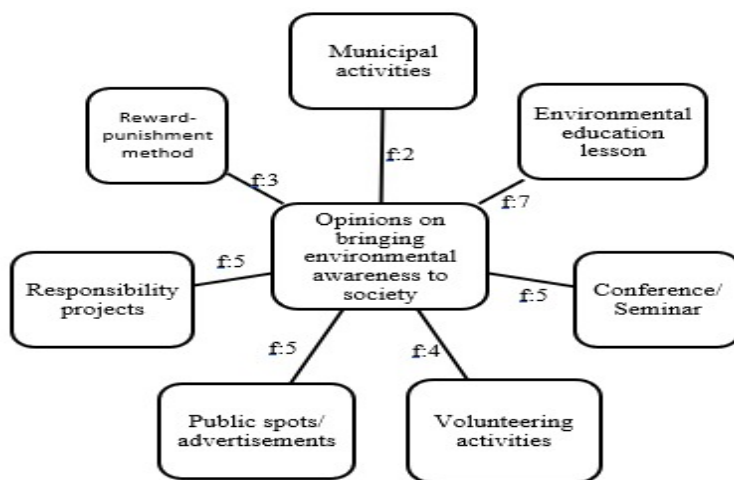 Municipal
activities
Reward-
punishment
method
Environmental
education
lesson
f:2
f:3
f:7
Opinions on
bringing
environmental
awareness to
society
Responsibility
projects
f:5
f:5
Conference/
Seminar
f:5
f:4
Public spots/
advertisements
Volunteering
activities